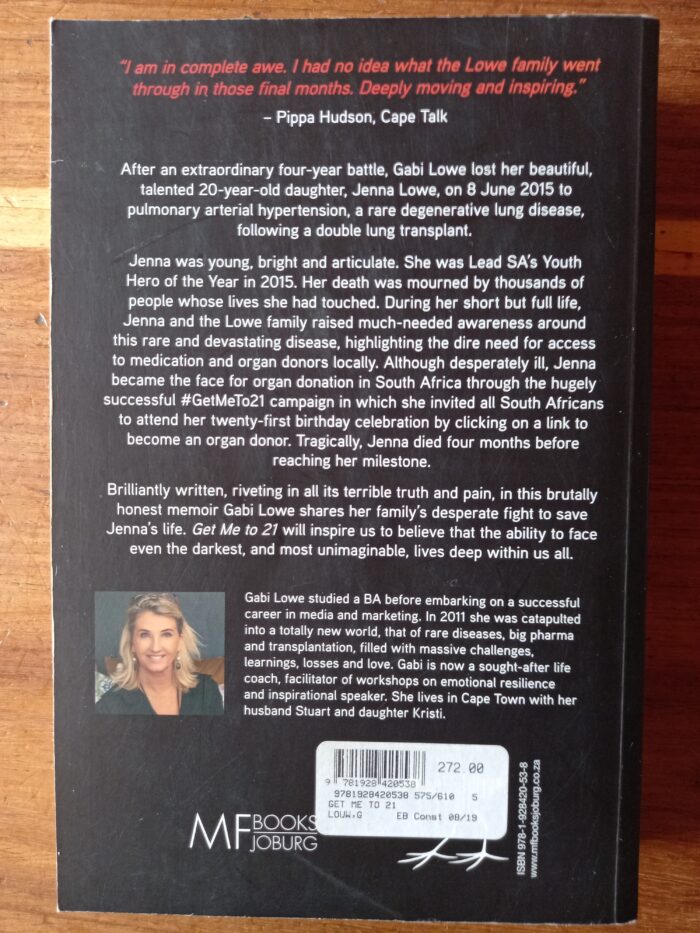 “I am in complete awe. I had no idea what the Lowe family went
through in those final months. Deeply moving and inspiring.”
– Pippa Hudson, Cape Talk
After an extraordinary four-year battle, Gabi Lowe lost her beautiful,
talented 20-year-old daughter, Jenna Lowe, on 8 June 2015 to
pulmonary arterial hypertension, a rare degenerative lung disease,
following a double lung transplant.
Jenna was young, bright and articulate. She was Lead SA’s Youth
Hero of the Year in 2015. Her death was mourned by thousands of
people whose lives she had touched. During her short but full life,
Jenna and the Lowe family raised much-needed awareness around
this rare and devastating disease, highlighting the dire need for access
to medication and organ donors locally. Although desperately ill, Jenna
became the face for organ donation in South Africa through the hugely
successful #GetMeTo21 campaign in which she invited all South Africans
to attend her twenty-first birthday celebration by clicking on a link to
become an organ donor. Tragically, Jenna died four months before
reaching her milestone.
Brilliantly written, riveting in all its terrible truth and pain, in this brutally
honest memoir Gabi Lowe shares her family’s desperate fight to save
Jenna’s life. Get Me to 21 will inspire us to believe that the ability to face
even the darkest, and most unimaginable, lives deep within us all.
Gabi Lowe studied a BA before embarking on a successful
career in media and marketing. In 2011 she was catapulted
into a totally new world, that of rare diseases, big pharma
and transplantation, filled with massive challenges,
learnings, losses and love. Gabi is now a sought-after life
coach, facilitator of workshops on emotional resilience
and inspirational speaker. She lives in Cape Town with her
husband Stuart and daughter Kristi.
272.00
9 781928 420538
9781928420538 575/610 5
GET ME TO 21
LOUW,G EB Const 08/19
MF BOOKS
JOBURG
ISBN 978-1-928420-53-8
www.mfbooksjoburg.co.za